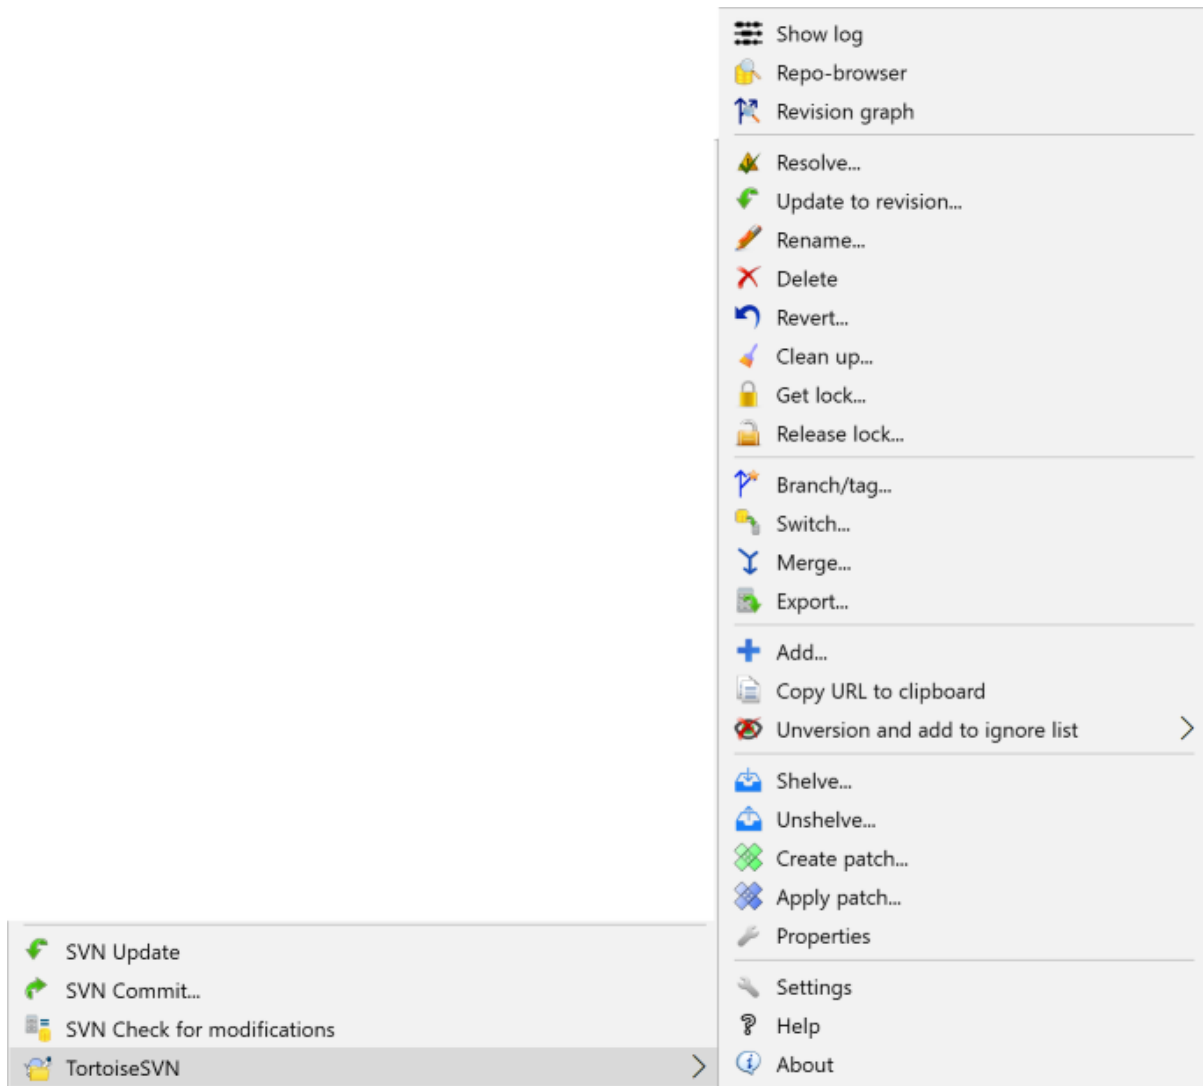 Show log
Repo-browser
Revision graph
Resolve...
Update to revision...
Rename...
Delete
Revert...
Clean up...
Get lock...
Release lock...
Branch/tag...
Switch...
Merge...
Export...
Add...
Copy URL to clipboard
Unversion and add to ignore list
Shelve...
Unshelve...
Create patch...
Apply patch...
Properties
Settings
Help
About
SVN Update
SVN Commit...
SVN Check for modifications
TortoiseSVN